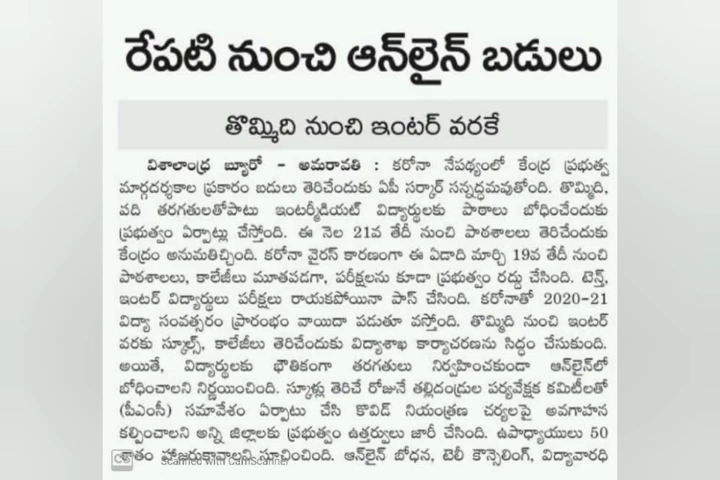 రేపటి నుంచి ఆన్‌లైన్ బడులు
తొమ్మిది నుంచి ఇంటర్ వరకే
విశాలాంధ్ర బ్యూరో - అమరావతి : కరోనా నేపథ్యంలో కేంద్ర ప్రభుత్వ
మార్గదర్శకాల ప్రకారం బడులు తెరిచేందుకు ఏపీ సర్కార్ సన్నద్ధమవుతోంది. తొమ్మిది,
పది తరగతులతోపాటు ఇంటర్మీడియట్ విద్యార్థులకు పాఠాలు బోధించేందుకు
ప్రభుత్వం ఏర్పాట్లు చేస్తోంది. ఈ నెల 21వ తేదీ నుంచి పాఠశాలలు తెరిచేందుకు
కేంద్రం అనుమతిచ్చింది. కరోనా వైరస్ కారణంగా ఈ ఏడాది మార్చి 19వ తేదీ నుంచి
పాఠశాలలు, కాలేజీలు మూతపడగా, పరీక్షలను కూడా ప్రభుత్వం రద్దు చేసింది. టెన్త్,
ఇంటర్ విద్యార్థులు పరీక్షలు రాయకపోయినా పాస్ చేసింది. కరోనాతో 2020-21
విద్యా సంవత్సరం ప్రారంభం వాయిదా పడుతూ వస్తోంది. తొమ్మిది నుంచి ఇంటర్
వరకు స్కూల్స్, కాలేజీలు తెరిచేందుకు విద్యాశాఖ కార్యాచరణను సిద్ధం చేసుకుంది.
అయితే, విద్యార్థులకు భౌతికంగా తరగతులు నిర్వహించకుండా ఆన్‌లైన్‌లో
బోధించాలని నిర్ణయించింది. స్కూళ్లు తెరిచే రోజునే తల్లిదండ్రుల పర్యవేక్షక కమిటీలతో
(పీఎంసీ) సమావేశం ఏర్పాటు చేసి కొవిడ్ నియంత్రణ చర్యలపై అవగాహన
కల్పించాలని అన్ని జిల్లాలకు ప్రభుత్వం ఉత్తర్వులు జారీ చేసింది. ఉపాధ్యాయులు 50
శాతం హాజరుకావాలని సూచించింది. ఆన్‌లైన్ బోధన, టెలీ కౌన్సెలింగ్, విద్యావారధి
CS Scanned with CamScanner